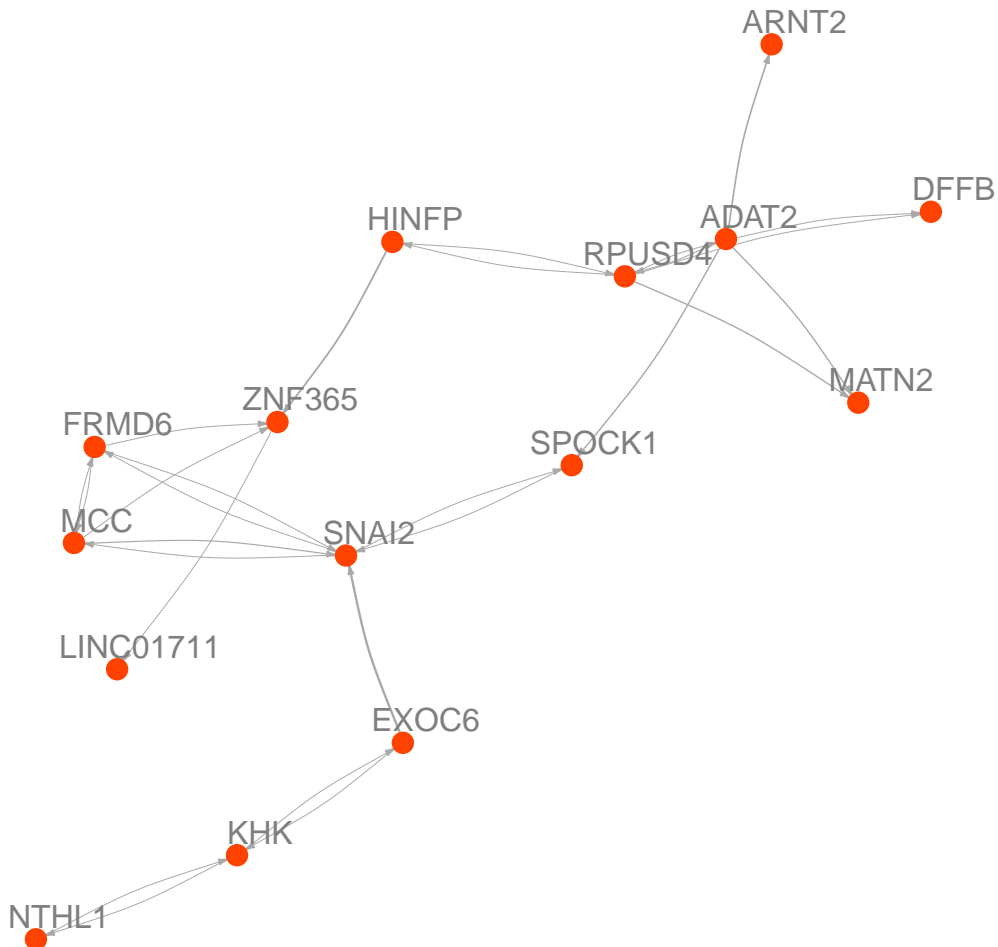 ARNT2
DFFB
HINFP
ADAT2
RPUSD4
MATN2
ZNF365
FRMD6
SPOCK1
MCC
SNAI2
LINC01711
EXOC6
KHK
NTHL1